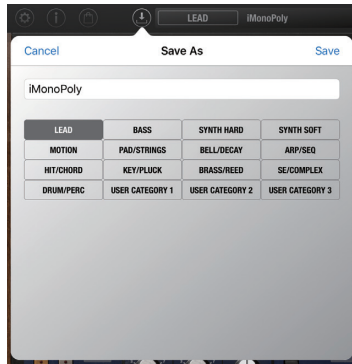 LEAD iMonoPoly
Cancel Save As Save
iMonoPoly
LEAD BASS SYNTH HARD SYNTH SOFT
MOTION PAD/STRINGS BELL/DECAY ARP/SEQ
HIT/CHORD KEY/PLUCK BRASS/REED SE/COMPLEX
DRUM/PERC USER CATEGORY 1 USER CATEGORY 2 USER CATEGORY 3